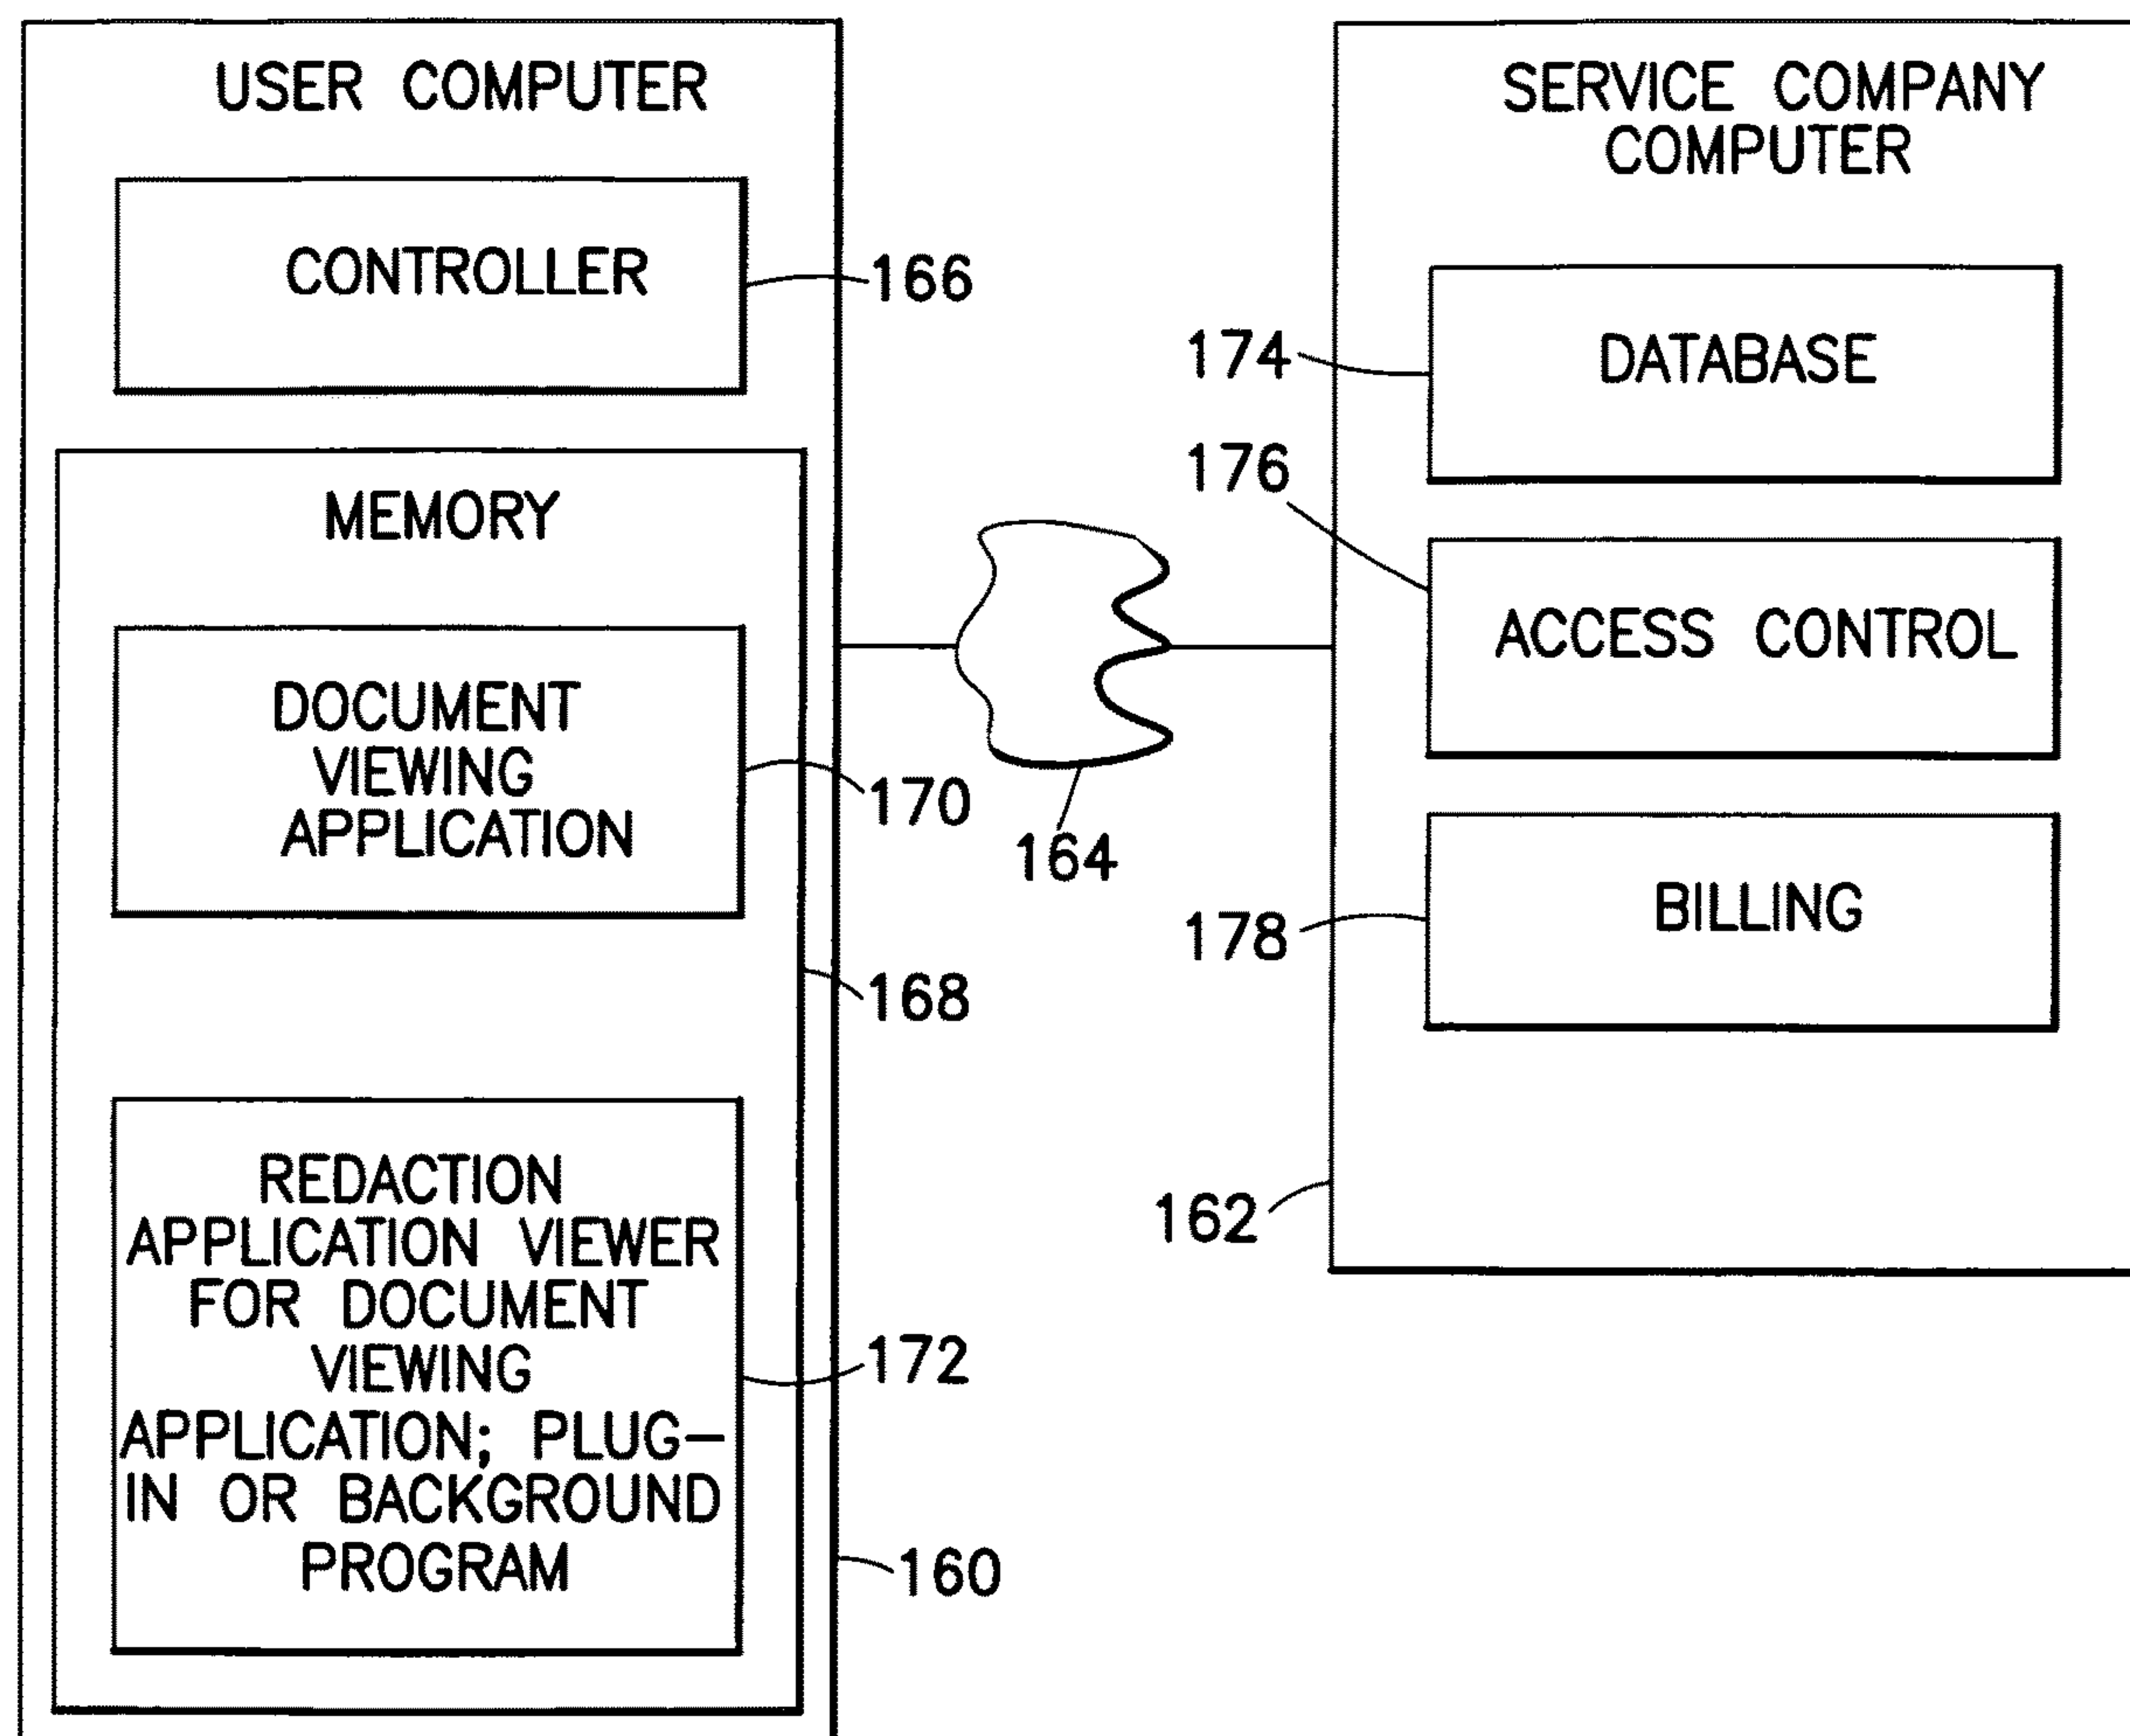 USER COMPUTER
CONTROLLER
166
MEMORY
DOCUMENT
VIEWING
APPLICATION
170
168
REDACTION
APPLICATION VIEWER
FOR DOCUMENT
VIEWING
APPLICATION; PLUG-
IN OR BACKGROUND
PROGRAM
172
160
164
SERVICE COMPANY
COMPUTER
174
DATABASE
176
ACCESS CONTROL
178
BILLING
162